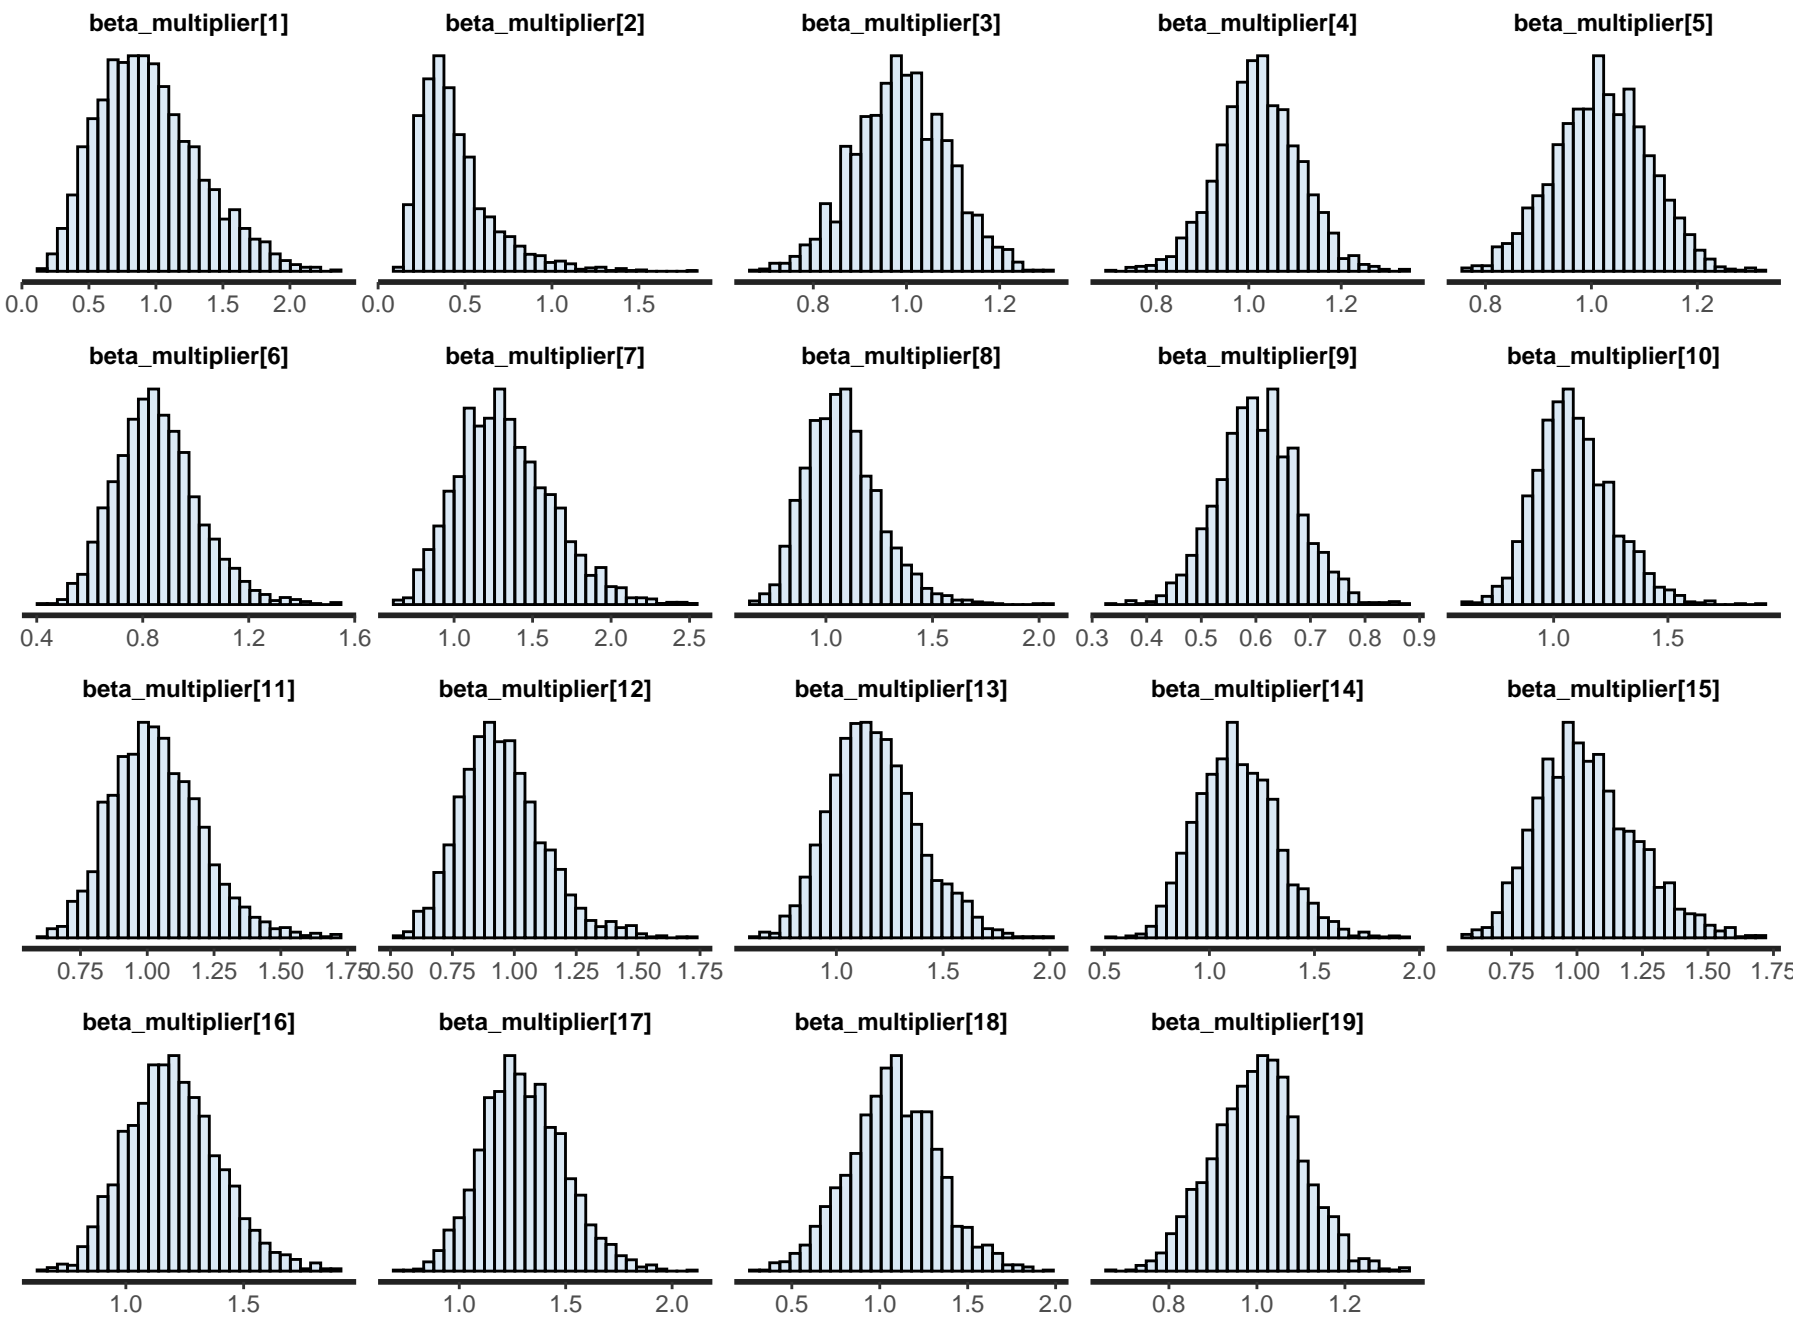 beta_multiplier[1] beta_multiplier[2] beta_multiplier[3] beta_multiplier[4] beta_multiplier[5]
0.0 0.5 1.0 1.5 2.0 0.0 0.5 1.0 1.5 0.8 1.0 1.2 0.8 1.0 1.2 0.8 1.0 1.2
beta_multiplier[6] beta_multiplier[7] beta_multiplier[8] beta_multiplier[9] beta_multiplier[10]
0.4 0.8 1.2 1.6 1.0 1.5 2.0 2.5 1.0 1.5 2.0 0.3 0.4 0.5 0.6 0.7 0.8 0.9 1.0 1.5
beta_multiplier[11] beta_multiplier[12] beta_multiplier[13] beta_multiplier[14] beta_multiplier[15]
0.75 1.00 1.25 1.50 1.75 0.50 0.75 1.00 1.25 1.50 1.75 1.0 1.5 2.0 0.5 1.0 1.5 2.0 0.75 1.00 1.25 1.50 1.75
beta_multiplier[16] beta_multiplier[17] beta_multiplier[18] beta_multiplier[19]
1.0 1.5 1.0 1.5 2.0 0.5 1.0 1.5 2.0 0.8 1.0 1.2